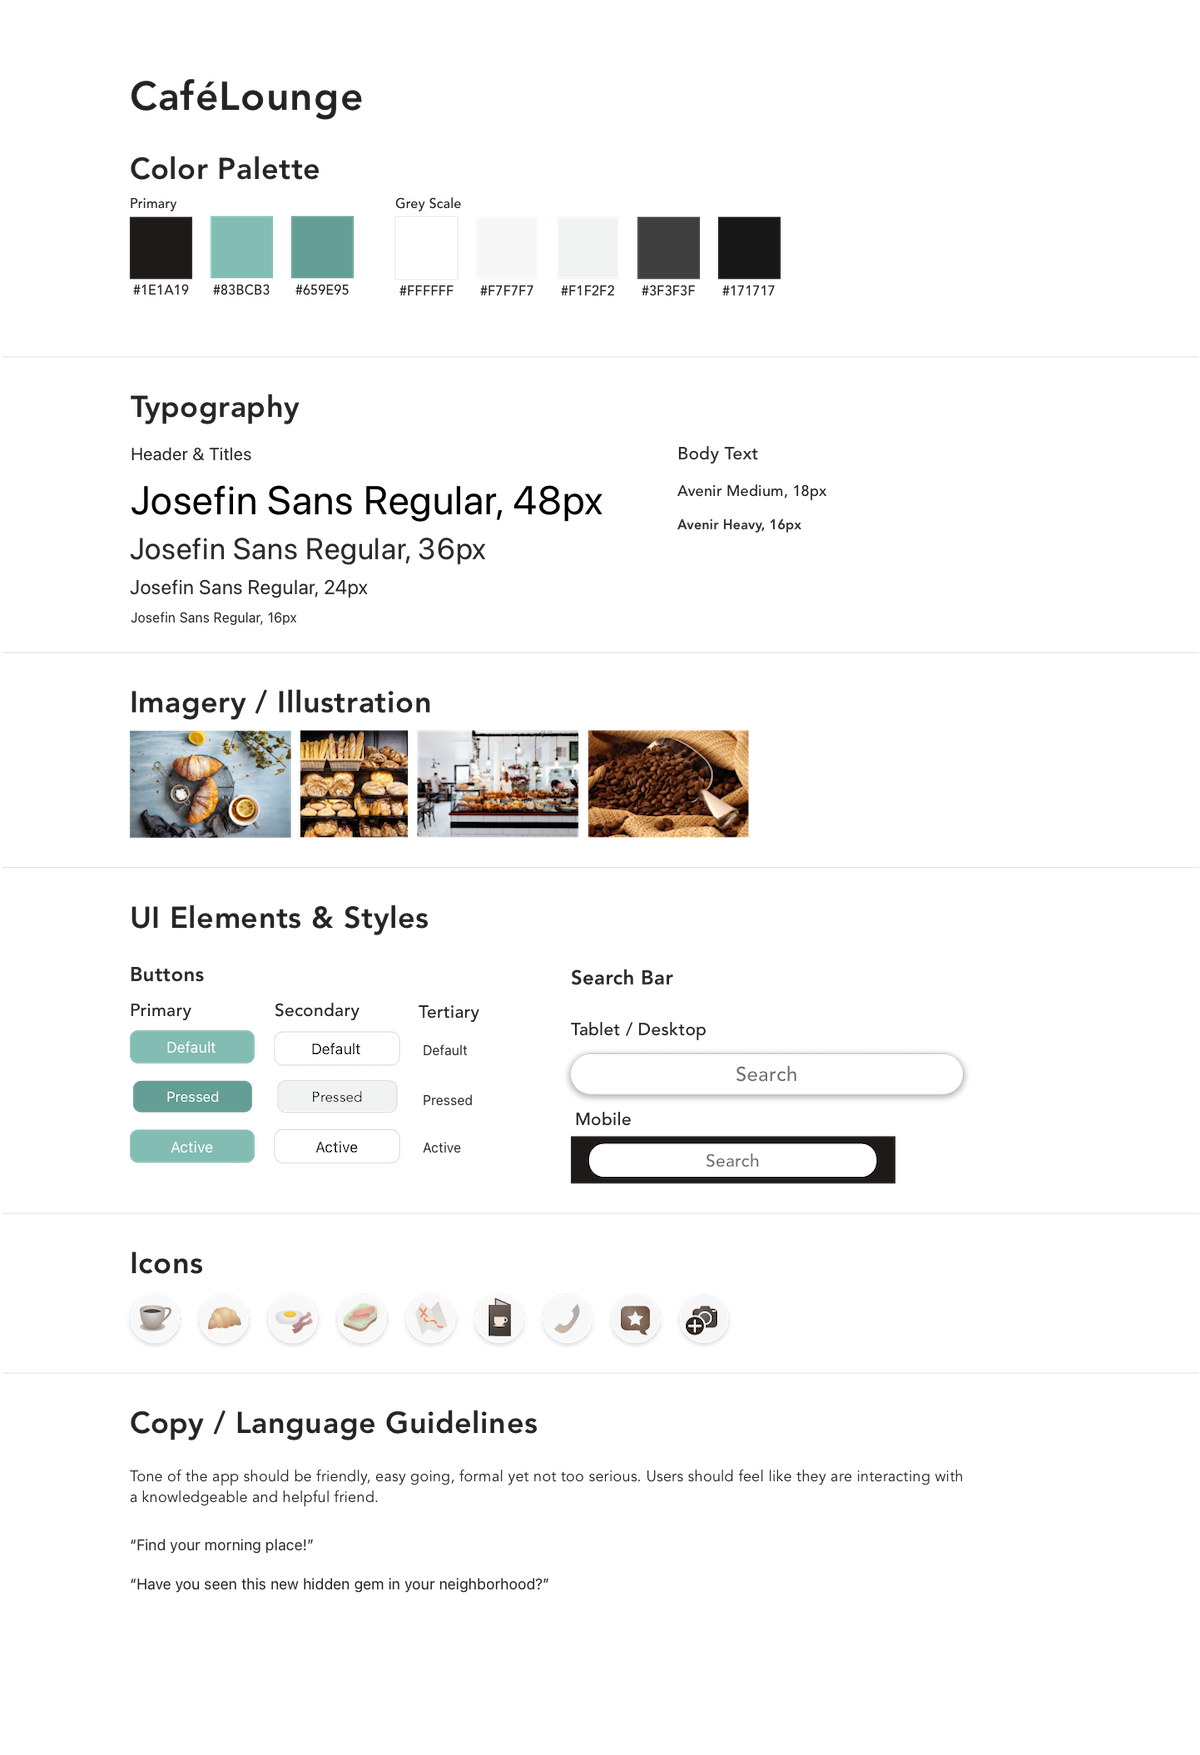 CaféLounge
Color Palette
Primary
Grey Scale
#1E1A19
#83BCB3
#659E95
#FFFFFF
#F7F7F7
#F1F2F2
#3F3F3F
#171717
Typography
Header & Titles
Josefin Sans Regular, 48px
Josefin Sans Regular, 36px
Josefin Sans Regular, 24px
Josefin Sans Regular, 16px
Body Text
Avenir Medium, 18px
Avenir Heavy, 16px
Imagery / Illustration
UI Elements & Styles
Buttons
Primary
Default
Pressed
Active
Secondary
Default
Pressed
Active
Tertiary
Default
Pressed
Active
Search Bar
Tablet / Desktop
Search
Mobile
Search
Icons
Copy / Language Guidelines
Tone of the app should be friendly, easy going, formal yet not too serious. Users should feel like they are interacting with
a knowledgeable and helpful friend.
“Find your morning place!”
“Have you seen this new hidden gem in your neighborhood?”